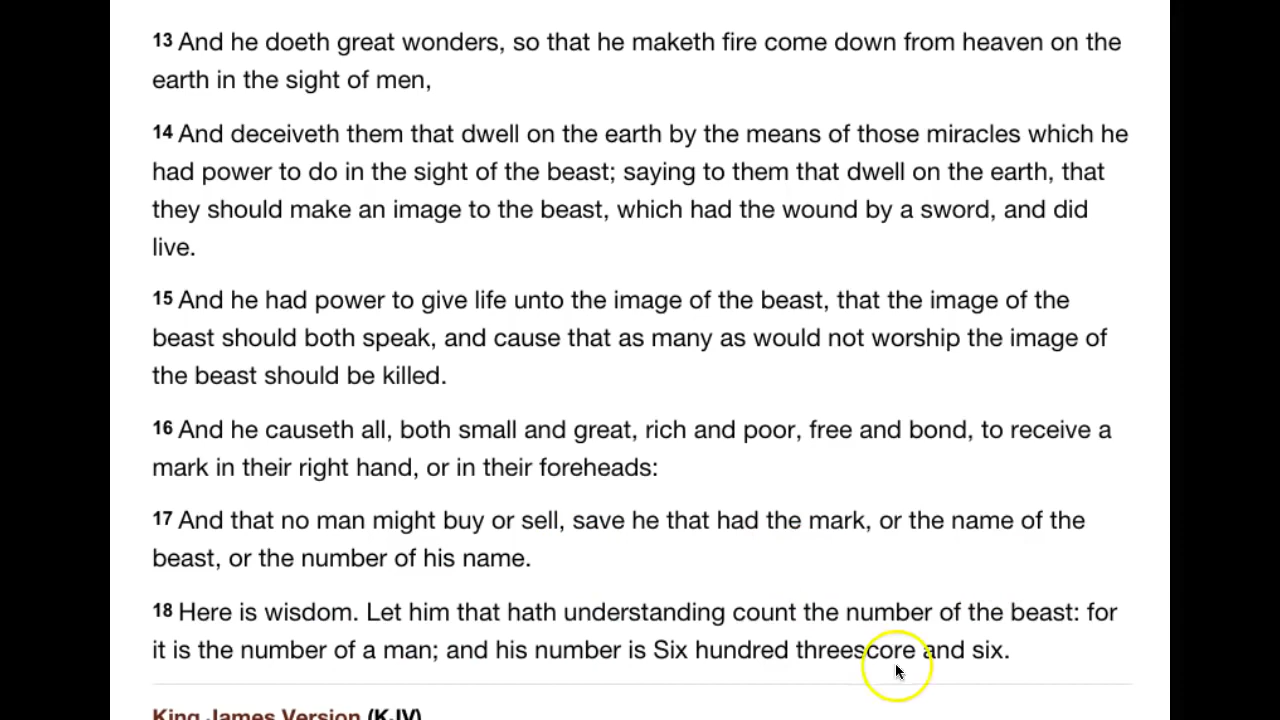 13 And he doeth great wonders, so that he maketh fire come down from heaven on the
earth in the sight of men,
14 And deceiveth them that dwell on the earth by the means of those miracles which he
had power to do in the sight of the beast; saying to them that dwell on the earth, that
they should make an image to the beast, which had the wound by a sword, and did
live.
15 And he had power to give life unto the image of the beast, that the image of the
beast should both speak, and cause that as many as would not worship the image of
the beast should be killed.
16 And he causeth all, both small and great, rich and poor, free and bond, to receive a
mark in their right hand, or in their foreheads:
17 And that no man might buy or sell, save he that had the mark, or the name of the
beast, or the number of his name.
18 Here is wisdom. Let him that hath understanding count the number of the beast: for
it is the number of a man; and his number is Six hundred threescore and six.
King James Version (KJV)